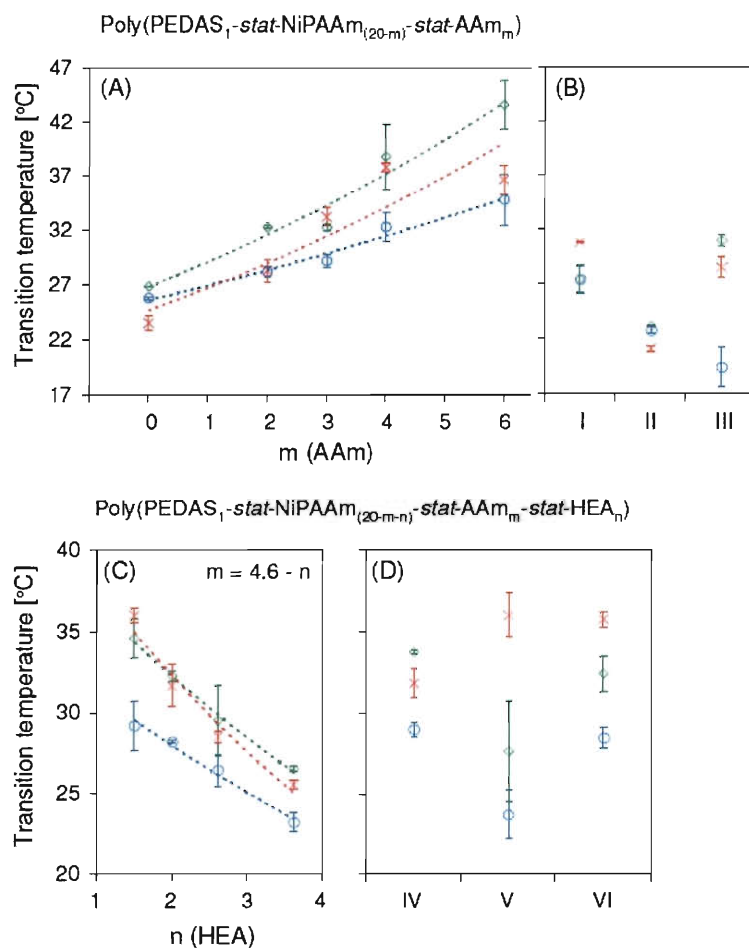 Poly(PEDAS₁-stat-NiPAAm₍₂₀₋ₘ₎-stat-AAmₘ)
(A)
(B)
Transition temperature [°C]
47
42
37
32
27
22
17
0 1 2 3 4 5 6
m (AAm)
I II III
Poly(PEDAS₁-stat-NiPAAm₍₂₀₋ₘ₋ₙ₎-stat-AAmₘ-stat-HEAₙ)
(C)
m = 4.6 - n
(D)
Transition temperature [°C]
40
35
30
25
20
1 2 3 4
n (HEA)
IV V VI